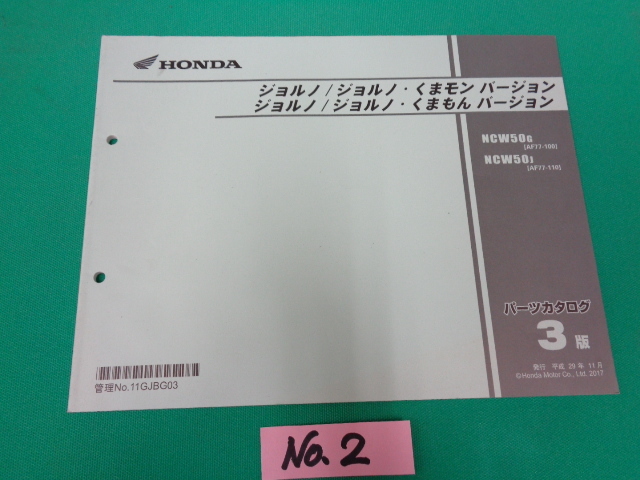 HONDA
ジョルノ/ジョルノ・くまモン バージョン
ジョルノ/ジョルノ・くまもん バージョン
NCW50G
[AF77-100]
NCW50J
[AF77-110]
パーツカタログ
3 版
発行 平成 29 年 11 月
©Honda Motor Co., Ltd. 2017
管理No.11GJBG03
No. 2